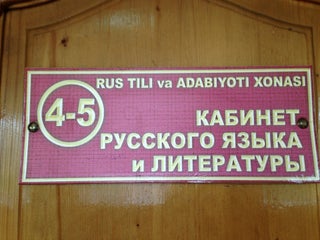 RUS TILI va ADABIYOTI XONASI
4-5
КАБИНЕТ
РУССКОГО ЯЗЫКА
и ЛИТЕРАТУРЫ